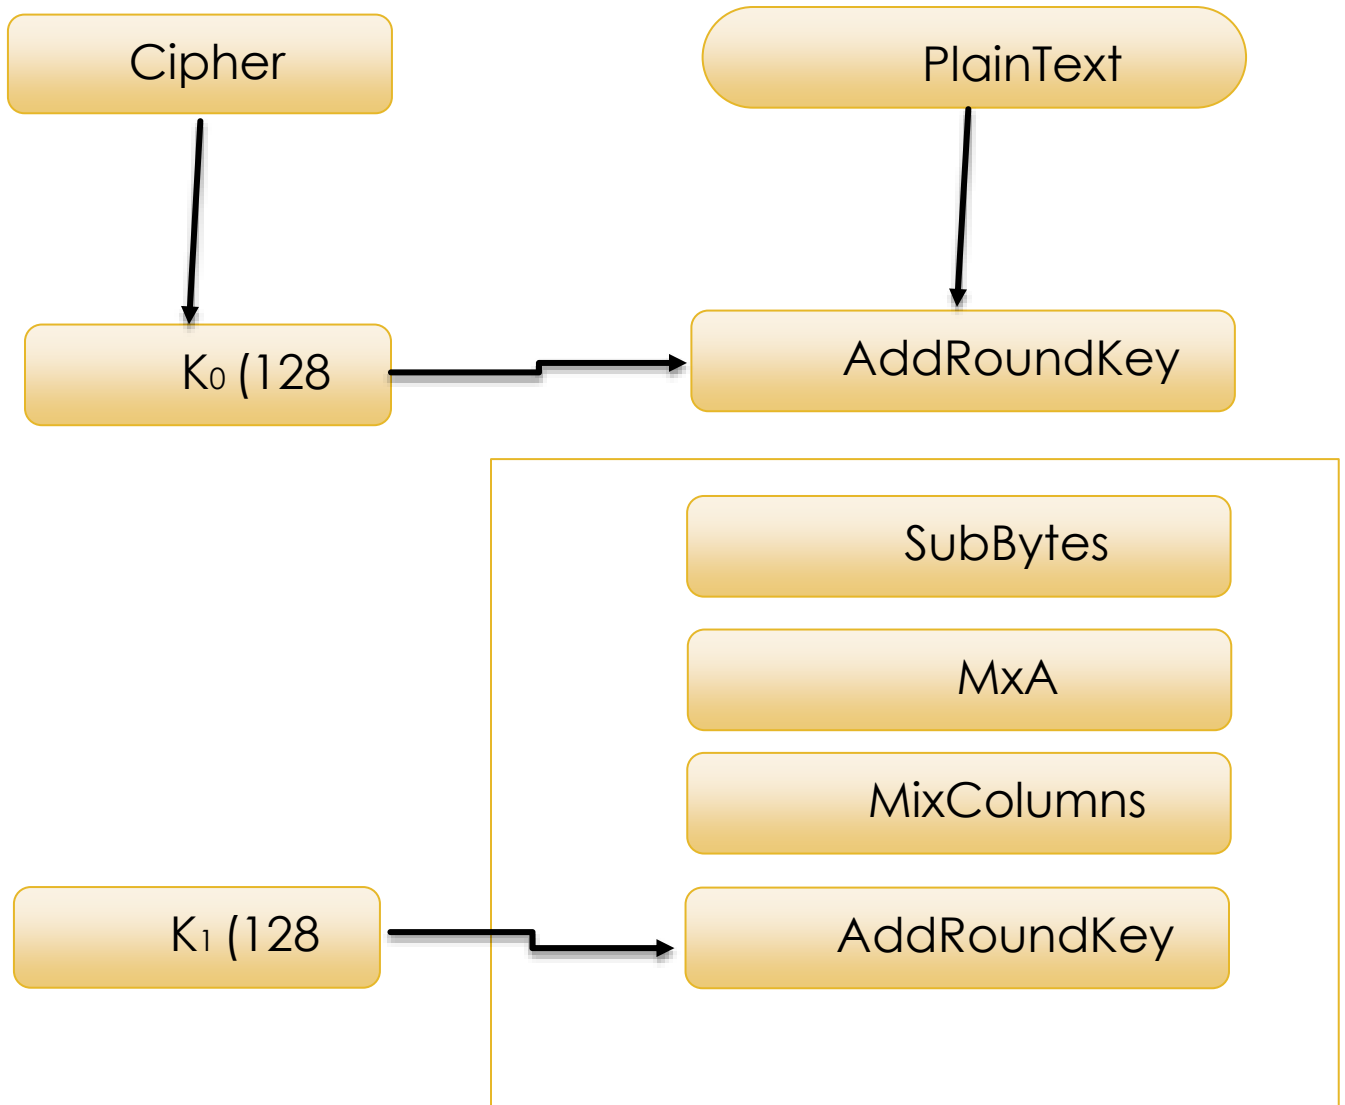 Cipher
PlainText
K₀ (128
AddRoundKey
SubBytes
MxA
MixColumns
K₁ (128
AddRoundKey